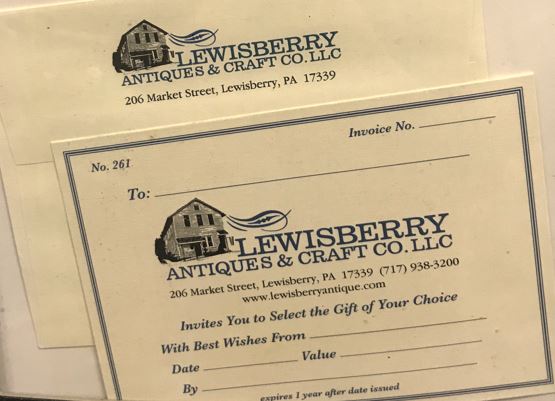 LEWISBERRY
ANTIQUES & CRAFT CO. LLC
206 Market Street, Lewisberry, PA 17339
No. 261
Invoice No.
To:
LEWISBERRY
ANTIQUES & CRAFT CO. LLC
206 Market Street, Lewisberry, PA 17339 (717) 938-3200
www.lewisberryantique.com
Invites You to Select the Gift of Your Choice
With Best Wishes From
Date Value
By
expires 1 year after date issued